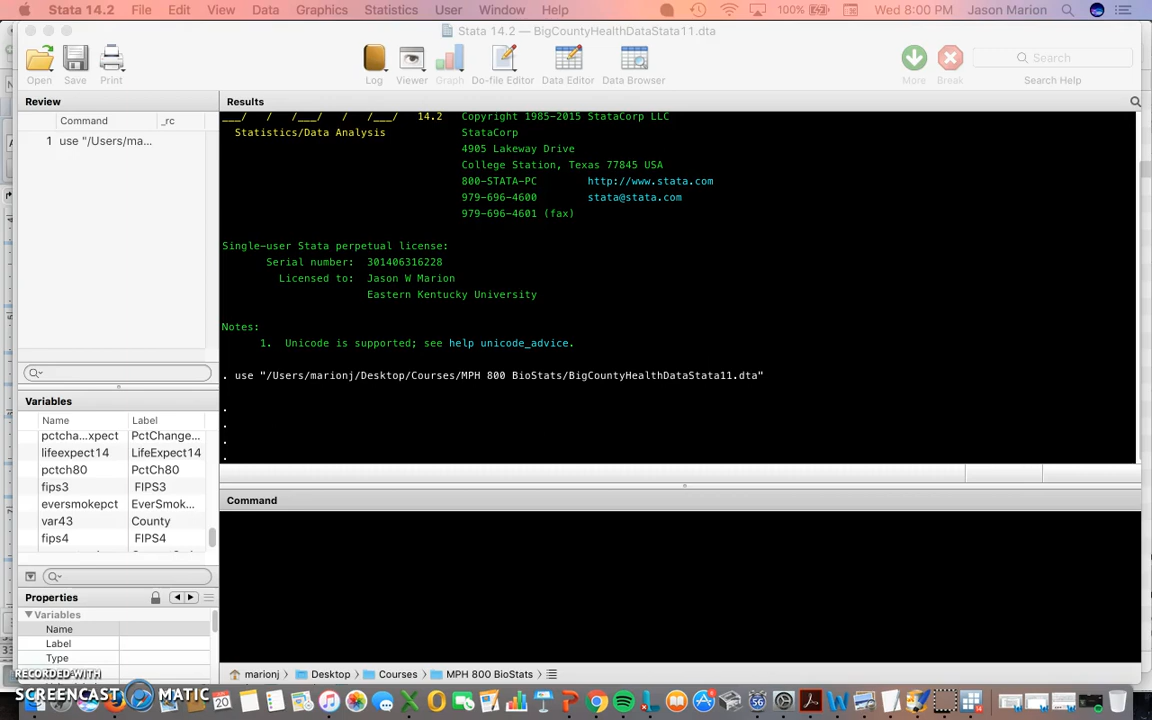 Stata 14.2 File Edit View Data Graphics Statistics User Window Help 100% Wed 8:00 PM Jason Marion
Stata 14.2 — BigCountyHealthDataStata11.dta
Open Save Print Log Viewer Graph Do-file Editor Data Editor Data Browser More Break Search
Search Help
Review
Command _rc
1 use "/Users/ma...
Variables
Name Label
pctcha...xpect PctChange...
lifeexpect14 LifeExpect14
pctch80 PctCh80
fips3 FIPS3
eversmokepct EverSmok...
var43 County
fips4 FIPS4
Properties
Variables
Name
Label
Type
Results
___/ / /___/ / /___/ 14.2 Copyright 1985-2015 StataCorp LLC
Statistics/Data Analysis StataCorp
4905 Lakeway Drive
College Station, Texas 77845 USA
800-STATA-PC http://www.stata.com
979-696-4600 stata@stata.com
979-696-4601 (fax)
Single-user Stata perpetual license:
Serial number: 301406316228
Licensed to: Jason W Marion
Eastern Kentucky University
Notes:
1. Unicode is supported; see help unicode_advice.
. use "/Users/marionj/Desktop/Courses/MPH 800 BioStats/BigCountyHealthDataStata11.dta"
.
.
.
.
Command
marionj Desktop Courses MPH 800 BioStats
RECORDED WITH
SCREENCAST MATIC